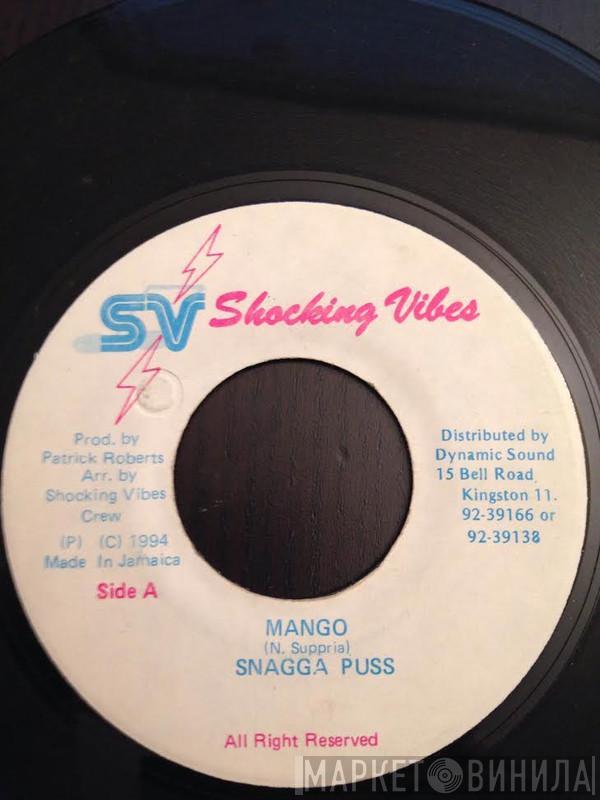 SV Shocking Vibes
Prod. by
Patrick Roberts
Arr. by
Shocking Vibes
Crew
(P) (C) 1994
Made In Jamaica
Side A
Distributed by
Dynamic Sound
15 Bell Road
Kingston 11.
92-39166 or
92-39138
MANGO
(N. Suppria)
SNAGGA PUSS
All Right Reserved
МАРКЕТ ВИНИЛА